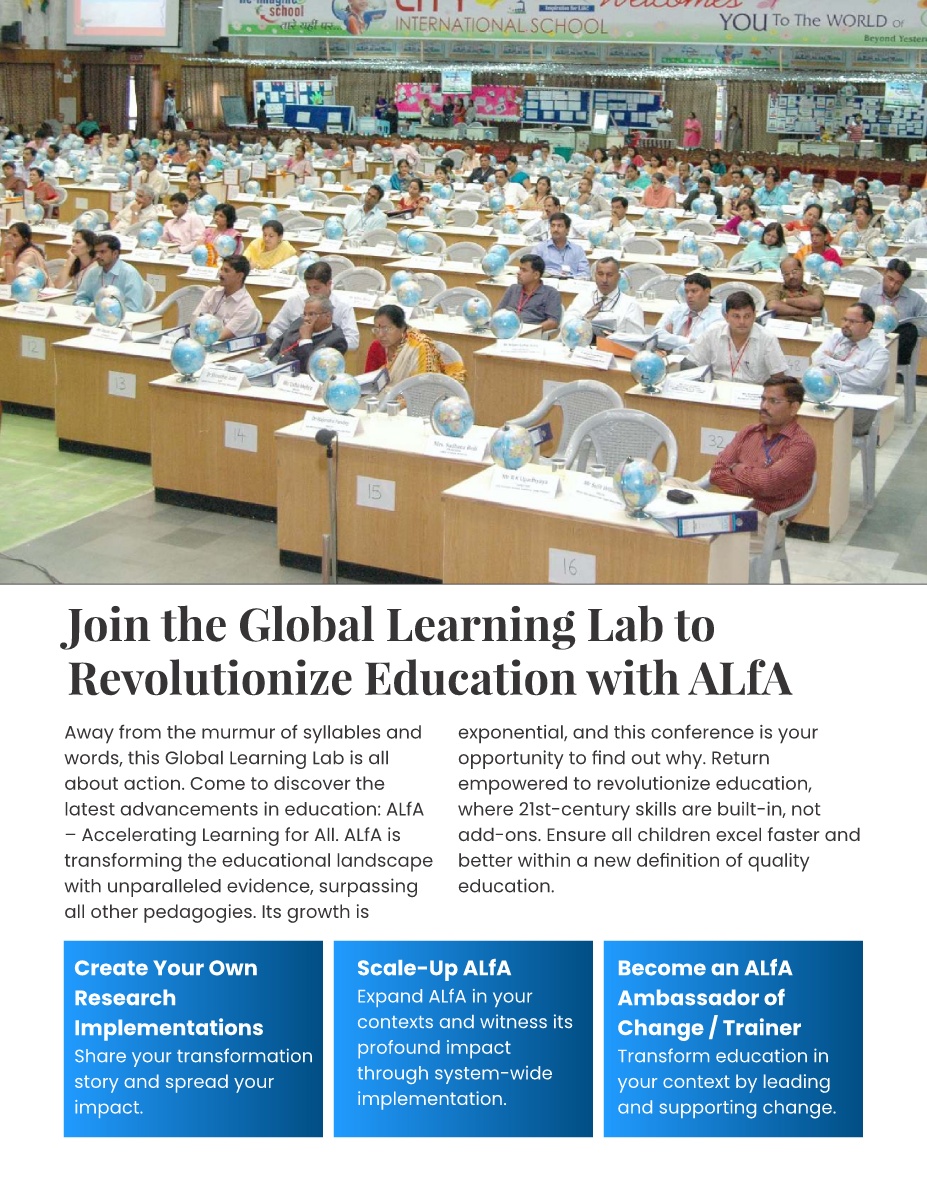 school
तारे यहीं पर...
CITY
INTERNATIONAL SCHOOL
Welcomes
YOU TO THE WORLD OF
Beyond Yester
12
13
14
15
16
32
Join the Global Learning Lab to
Revolutionize Education with ALfA
Away from the murmur of syllables and
words, this Global Learning Lab is all
about action. Come to discover the
latest advancements in education: ALfA
– Accelerating Learning for All. ALfA is
transforming the educational landscape
with unparalleled evidence, surpassing
all other pedagogies. Its growth is
exponential, and this conference is your
opportunity to find out why. Return
empowered to revolutionize education,
where 21st-century skills are built-in, not
add-ons. Ensure all children excel faster and
better within a new definition of quality
education.
Create Your Own
Research
Implementations
Share your transformation
story and spread your
impact.
Scale-Up ALfA
Expand ALfA in your
contexts and witness its
profound impact
through system-wide
implementation.
Become an ALfA
Ambassador of
Change / Trainer
Transform education in
your context by leading
and supporting change.